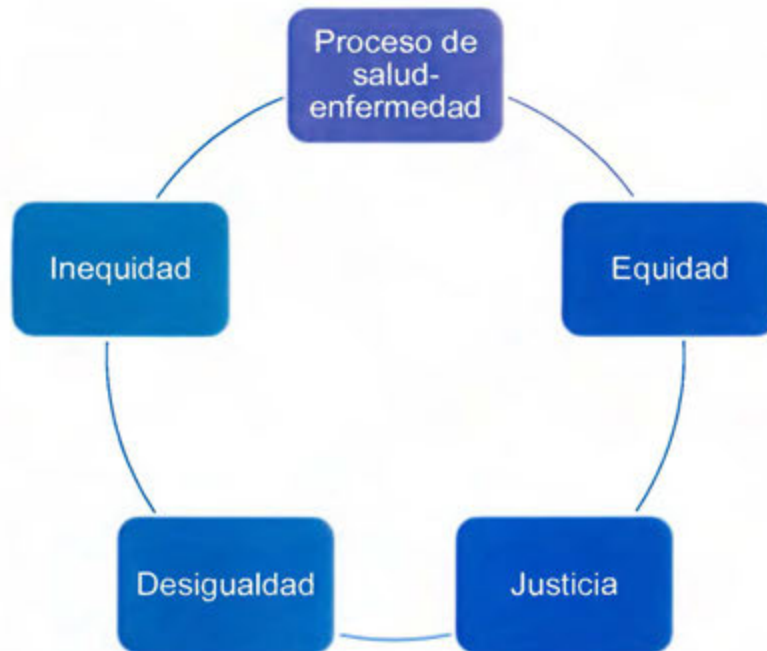 Proceso de
salud-
enfermedad
Inequidad
Equidad
Desigualdad
Justicia